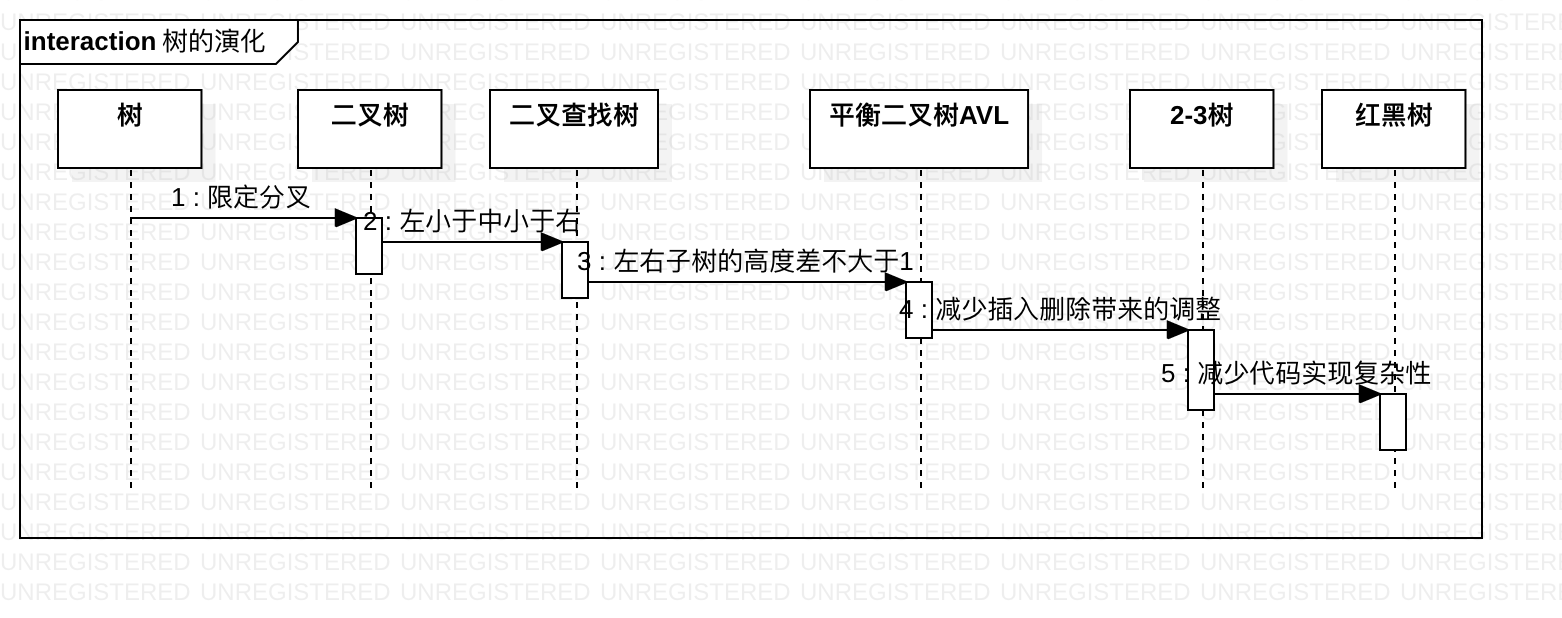 interaction 树的演化
树
二叉树
二叉查找树
平衡二叉树AVL
2-3树
红黑树
1 : 限定分叉
2 : 左小于中小于右
3 : 左右子树的高度差不大于1
4 : 减少插入删除带来的调整
5 : 减少代码实现复杂性
UNREGISTERED